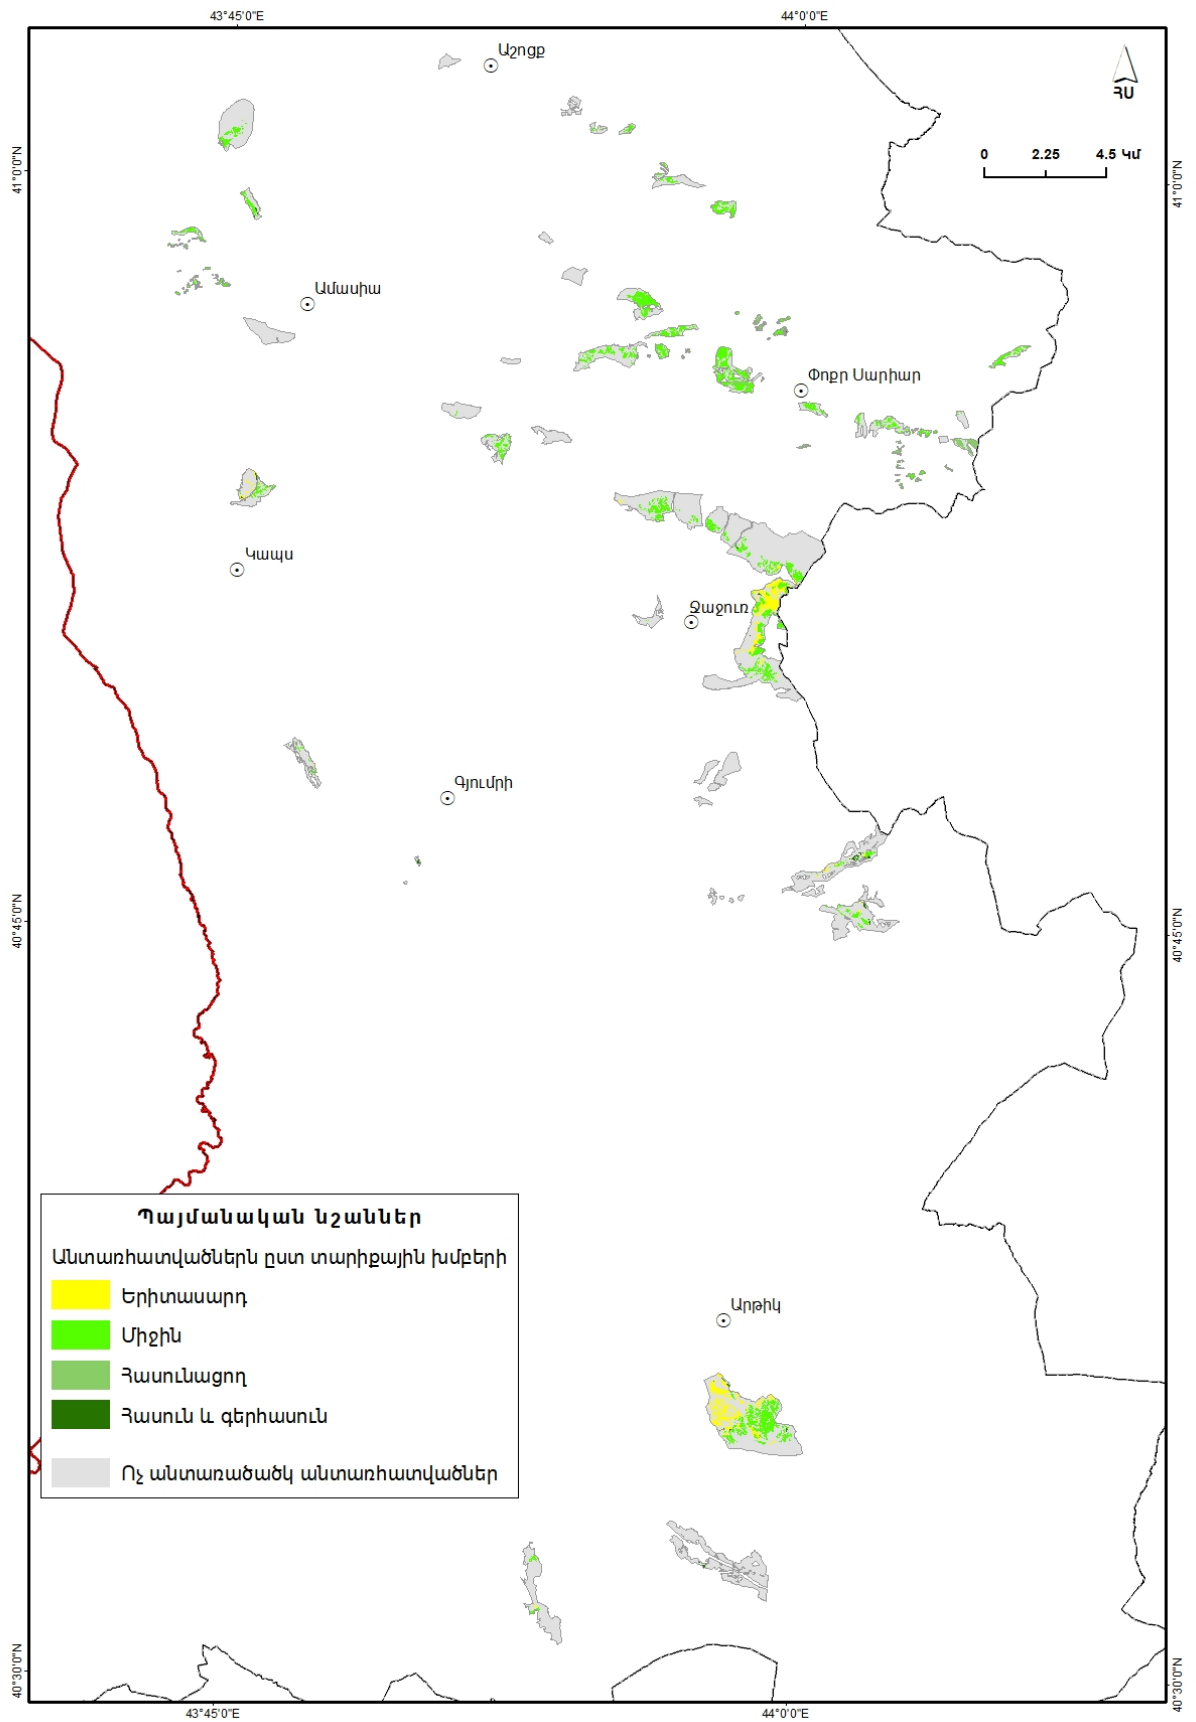 43°45'0"E
44°0'0"E
Աշոցք
ՀԱ
0 2.25 4.5 Կմ
41°0'0"N
41°0'0"N
Ամասիա
Փոքր Սարիար
Կապս
Ջաջուռ
Գյումրի
40°45'0"N
40°45'0"N
Պայմանական նշաններ
Անտառհատվածներն ըստ տարիքային խմբերի
Երիտասարդ
Միջին
Հասունացող
Հասուն և գերհասուն
Ոչ անտառածածկ անտառհատվածներ
Արթիկ
40°30'0"N
40°30'0"N
43°45'0"E
44°0'0"E